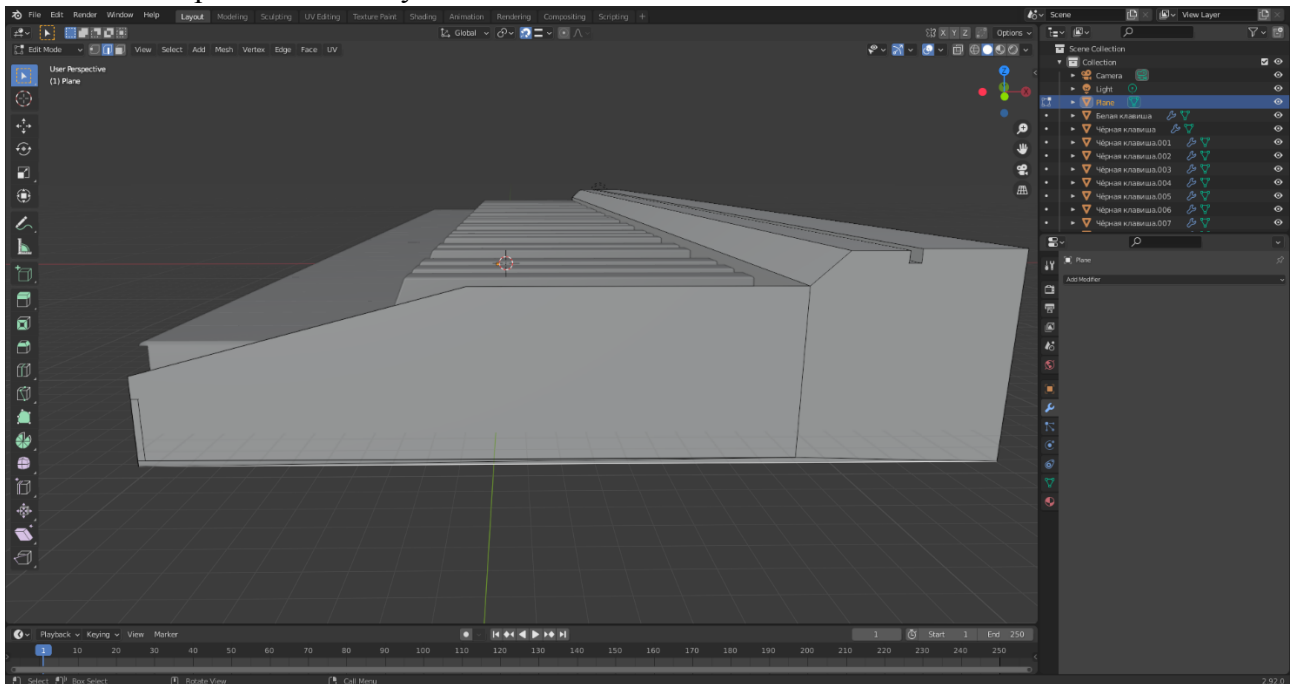 File Edit Render Window Help Layout Modeling Sculpting UV Editing Texture Paint Shading Animation Rendering Compositing Scripting + Scene View Layer
Global X Y Z Options
Edit Mode View Select Add Mesh Vertex Edge Face UV
User Perspective
(1) Plane
Z
Scene Collection
Collection
Camera
Light
Plane
Белая клавиша
Чёрная клавиша
Чёрная клавиша.001
Чёрная клавиша.002
Чёрная клавиша.003
Чёрная клавиша.004
Чёрная клавиша.005
Чёрная клавиша.006
Чёрная клавиша.007
Plane
Add Modifier
Playback Keying View Marker 1 Start 1 End 250
1 10 20 30 40 50 60 70 80 90 100 110 120 130 140 150 160 170 180 190 200 210 220 230 240 250
Select Box Select Rotate View Call Menu 2.92.0